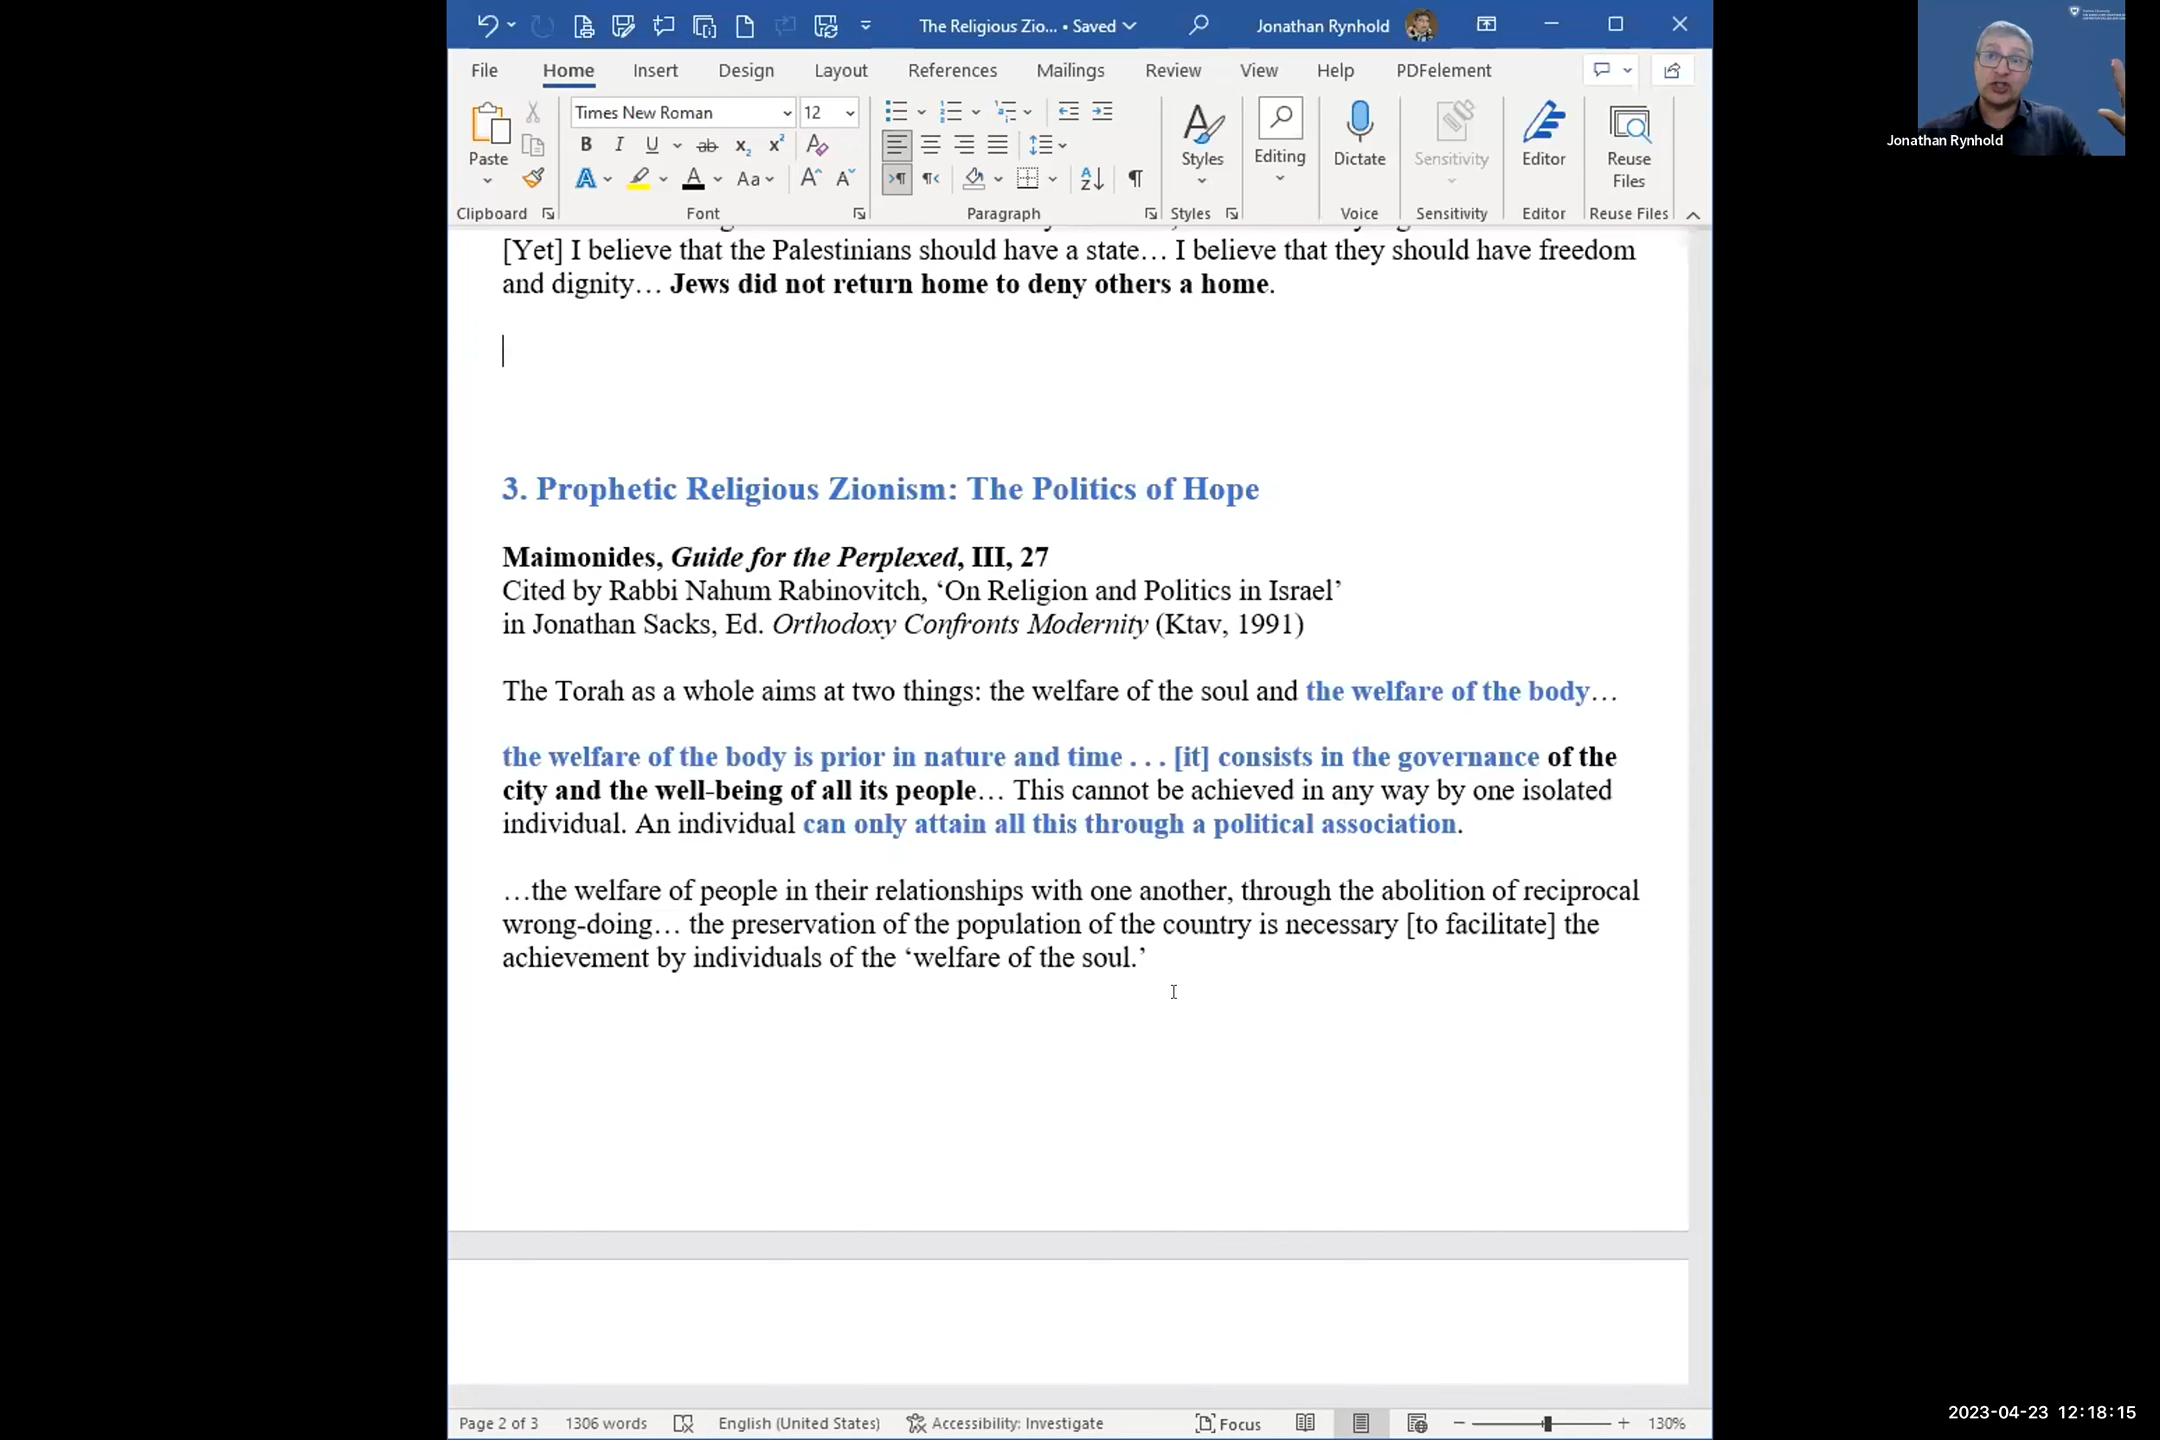 The Religious Zio... • Saved
Jonathan Rynhold
File Home Insert Design Layout References Mailings Review View Help PDFelement
Times New Roman 12
Paste
Styles
Editing
Dictate
Sensitivity
Editor
Reuse
Files
Clipboard Font Paragraph Styles Voice Sensitivity Editor Reuse Files
[Yet] I believe that the Palestinians should have a state… I believe that they should have freedom
and dignity… Jews did not return home to deny others a home.
3. Prophetic Religious Zionism: The Politics of Hope
Maimonides, Guide for the Perplexed, III, 27
Cited by Rabbi Nahum Rabinovitch, ‘On Religion and Politics in Israel’
in Jonathan Sacks, Ed. Orthodoxy Confronts Modernity (Ktav, 1991)
The Torah as a whole aims at two things: the welfare of the soul and the welfare of the body…
the welfare of the body is prior in nature and time . . . [it] consists in the governance of the
city and the well-being of all its people… This cannot be achieved in any way by one isolated
individual. An individual can only attain all this through a political association.
…the welfare of people in their relationships with one another, through the abolition of reciprocal
wrong-doing… the preservation of the population of the country is necessary [to facilitate] the
achievement by individuals of the ‘welfare of the soul.’
Page 2 of 3 1306 words English (United States) Accessibility: Investigate Focus 130%
Jonathan Rynhold
2023-04-23 12:18:15